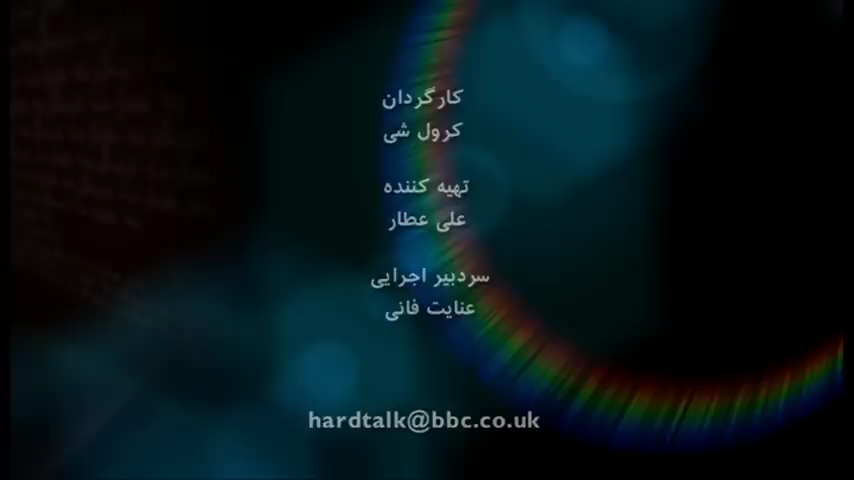 کارگردان
کرول شی
تهیه کننده
علی عطار
سردبیر اجرایی
عنایت فانی
hardtalk@bbc.co.uk